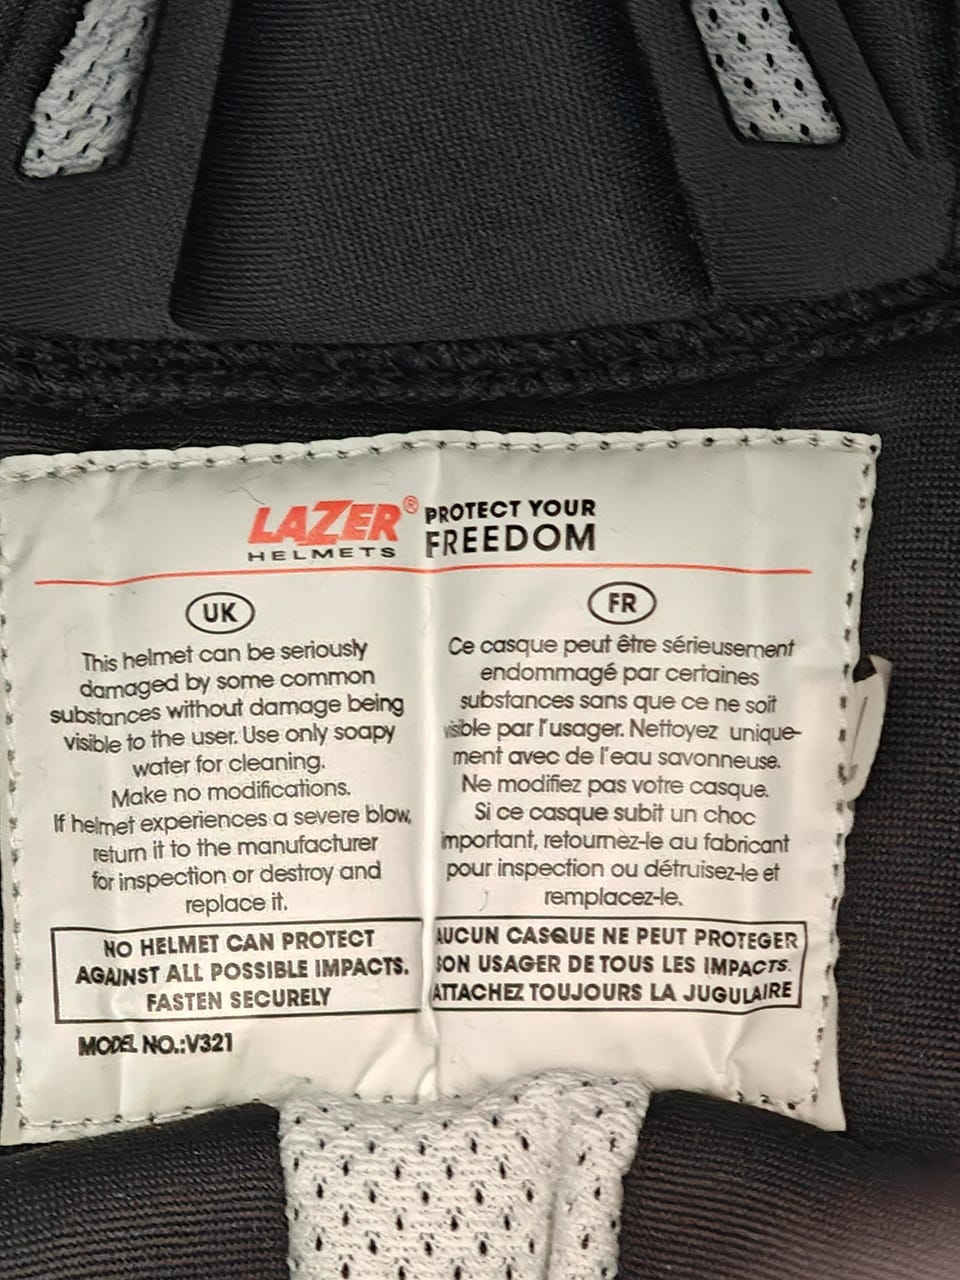 LAZER®
HELMETS
PROTECT YOUR
FREEDOM
UK
This helmet can be seriously
damaged by some common
substances without damage being
visible to the user. Use only soapy
water for cleaning.
Make no modifications.
If helmet experiences a severe blow,
return it to the manufacturer
for inspection or destroy and
replace it.
NO HELMET CAN PROTECT
AGAINST ALL POSSIBLE IMPACTS.
FASTEN SECURELY
MODEL NO.:V321
FR
Ce casque peut être sérieusement
endommagé par certaines
substances sans que ce ne soit
visible par l'usager. Nettoyez unique-
ment avec de l'eau savonneuse.
Ne modifiez pas votre casque.
Si ce casque subit un choc
important, retournez-le au fabricant
pour inspection ou détruisez-le et
remplacez-le.
AUCUN CASQUE NE PEUT PROTEGER
SON USAGER DE TOUS LES IMPACTS.
ATTACHEZ TOUJOURS LA JUGULAIRE